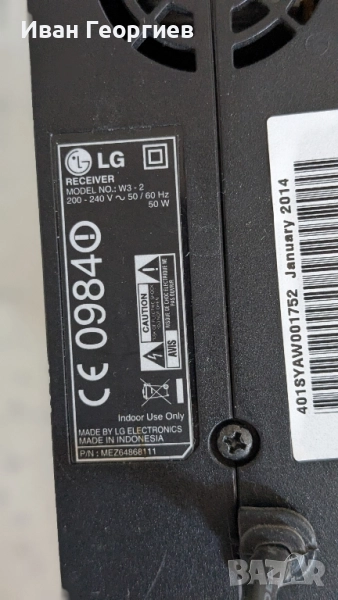 Иван Георгиев
LG
RECEIVER
MODEL NO.: W3 - 2
200 - 240 V ~ 50 / 60 Hz
50 W
CE 0984
CAUTION
AVIS
Indoor Use Only
MADE BY LG ELECTRONICS
MADE IN INDONESIA
P/N : MEZ64868111
401SYAW001752 January 2014
BAZAR